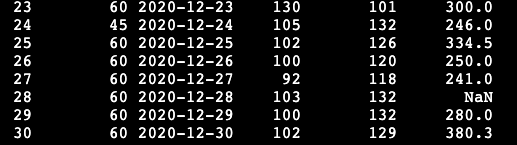 23 60 2020-12-23 130 101 300.0
24 45 2020-12-24 105 132 246.0
25 60 2020-12-25 102 126 334.5
26 60 2020-12-26 100 120 250.0
27 60 2020-12-27 92 118 241.0
28 60 2020-12-28 103 132 NaN
29 60 2020-12-29 100 132 280.0
30 60 2020-12-30 102 129 380.3